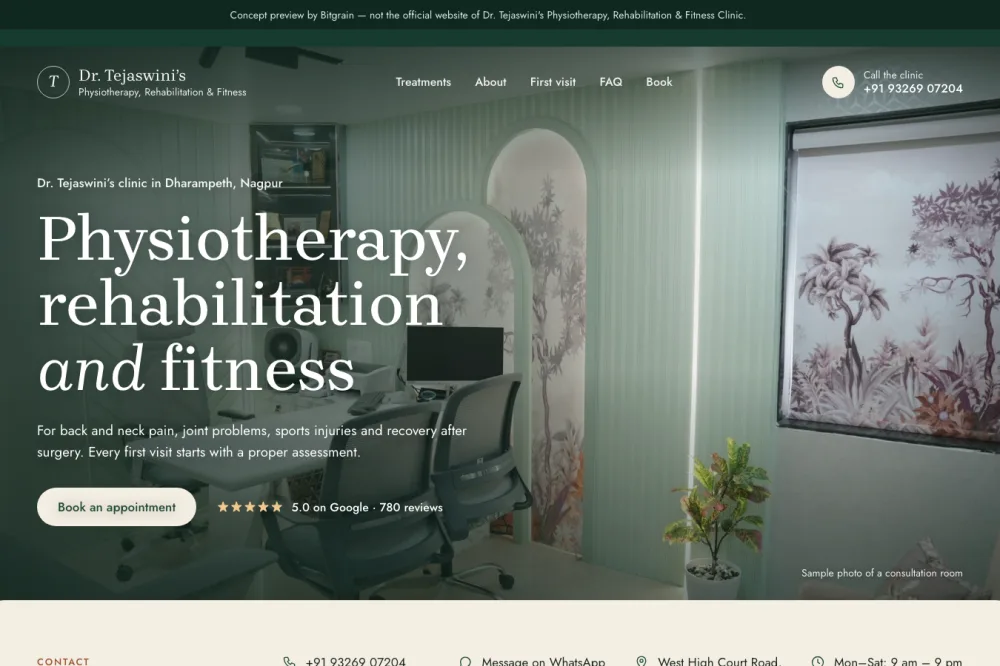 Concept preview by Bitgrain — not the official website of Dr. Tejaswini's Physiotherapy, Rehabilitation & Fitness Clinic.
T
Dr. Tejaswini's
Physiotherapy, Rehabilitation & Fitness
Treatments
About
First visit
FAQ
Book
Call the clinic
+91 93269 07204
Dr. Tejaswini's clinic in Dharampeth, Nagpur
Physiotherapy,
rehabilitation
and fitness
For back and neck pain, joint problems, sports injuries and recovery after
surgery. Every first visit starts with a proper assessment.
Book an appointment
★★★★★ 5.0 on Google · 780 reviews
Sample photo of a consultation room
CONTACT
+91 93269 07204
Message on WhatsApp
West High Court Road,
Mon–Sat: 9 am – 9 pm